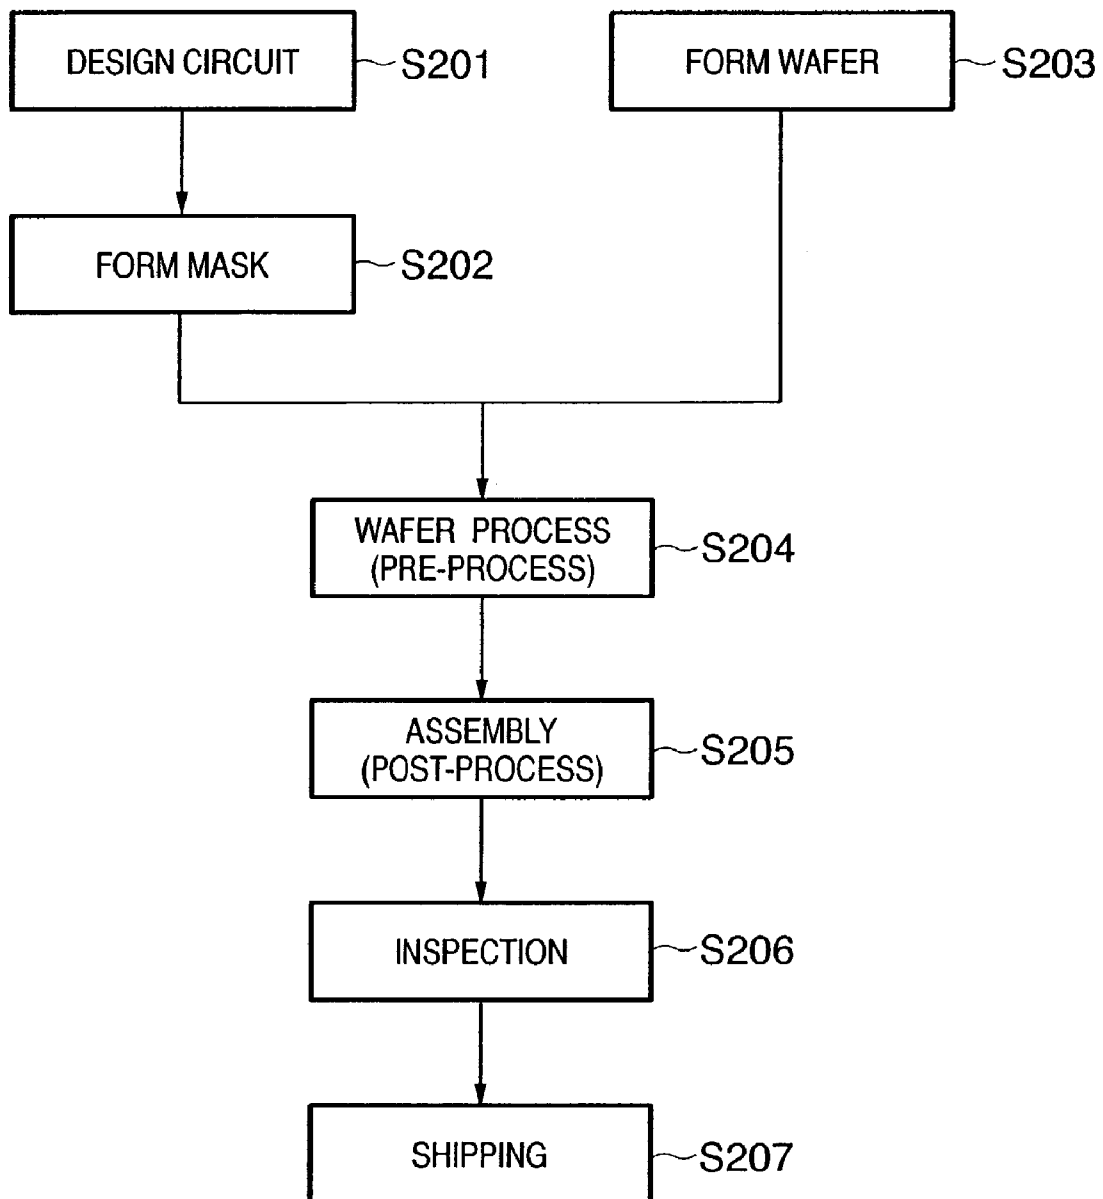 DESIGN CIRCUIT S201
FORM WAFER S203
FORM MASK S202
WAFER PROCESS
(PRE-PROCESS) S204
ASSEMBLY
(POST-PROCESS) S205
INSPECTION S206
SHIPPING S207